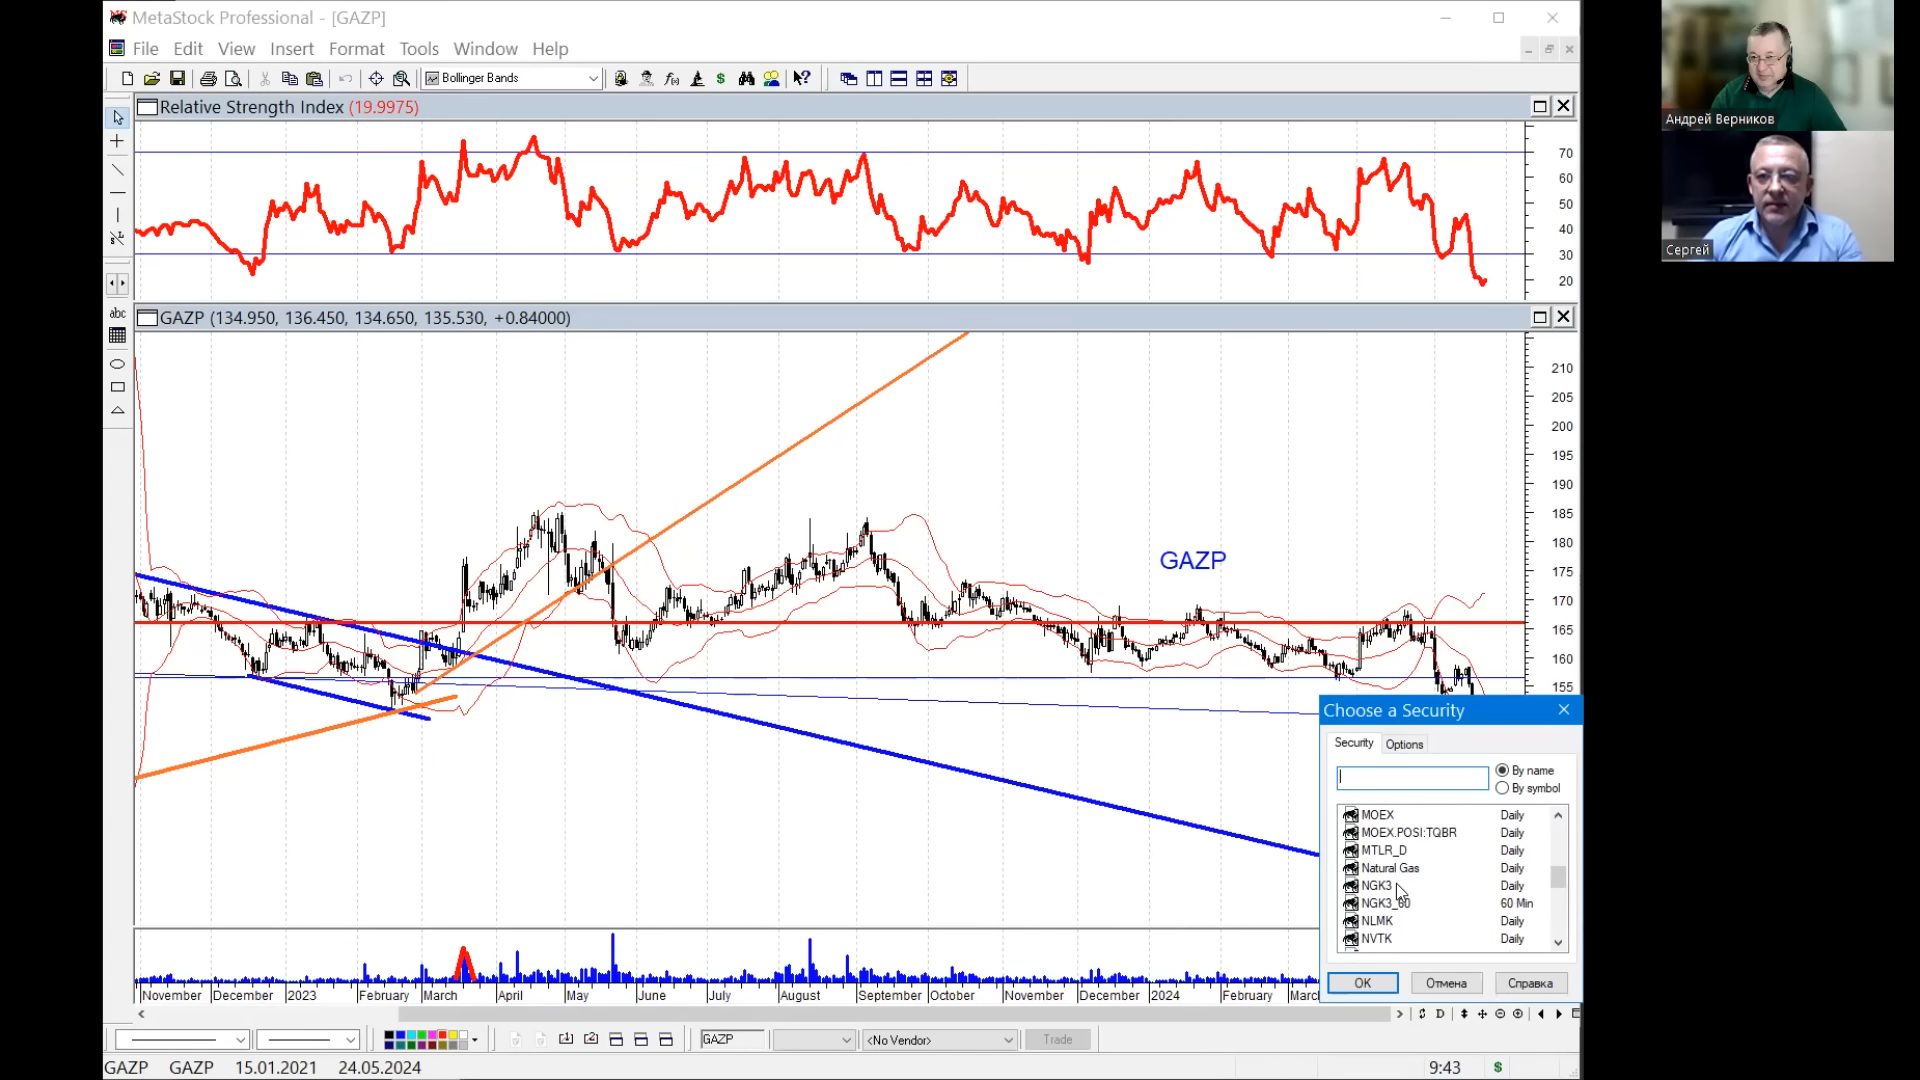 MetaStock Professional - [GAZP]
File Edit View Insert Format Tools Window Help
Bollinger Bands
Relative Strength Index (19.9975)
70
60
50
40
30
20
GAZP (134.950, 136.450, 134.650, 135.530, +0.84000)
210
205
200
195
190
185
180
175
170
165
160
155
GAZP
abc
Choose a Security
Security Options
By name
By symbol
MOEX Daily
MOEX.POSI:TQBR Daily
MTLR_D Daily
Natural Gas Daily
NGK3 Daily
NGK3_60 60 Min
NLMK Daily
NVTK Daily
OK Отмена Справка
November December 2023 February March April May June July August September October November December 2024 February March
D
GAZP <No Vendor> Trade
GAZP GAZP 15.01.2021 24.05.2024 9:43 $
Андрей Верников
Сергей